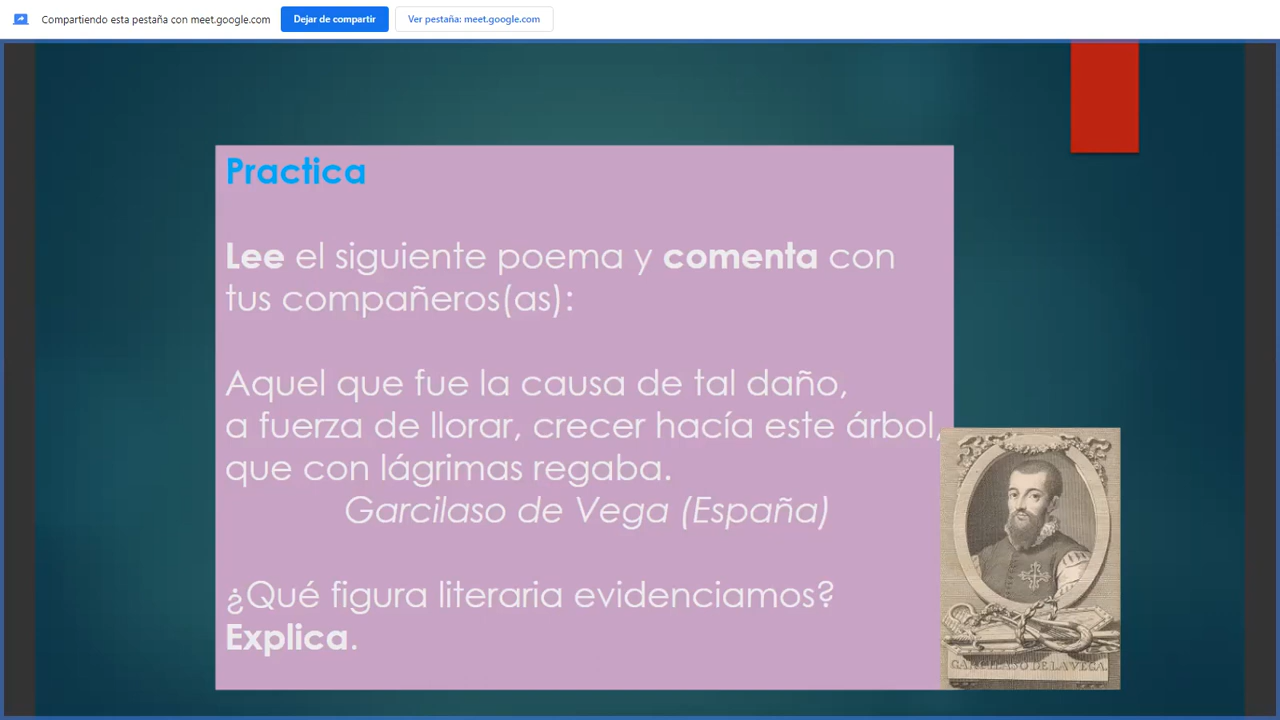 Compartiendo esta pestaña con meet.google.com
Dejar de compartir
Ver pestaña: meet.google.com
Practica
Lee el siguiente poema y comenta con
tus compañeros(as):
Aquel que fue la causa de tal daño,
a fuerza de llorar, crecer hacía este árbol,
que con lágrimas regaba.
Garcilaso de Vega (España)
¿Qué figura literaria evidenciamos?
Explica.
GARCILASO DE LA VEGA.